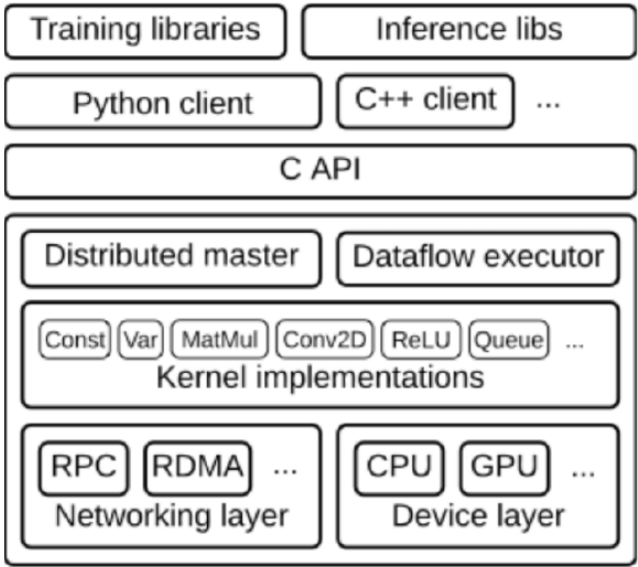 Training libraries
Inference libs
Python client
C++ client
...
C API
Distributed master
Dataflow executor
Const Var MatMul Conv2D ReLU Queue ...
Kernel implementations
RPC RDMA ...
Networking layer
CPU GPU ...
Device layer